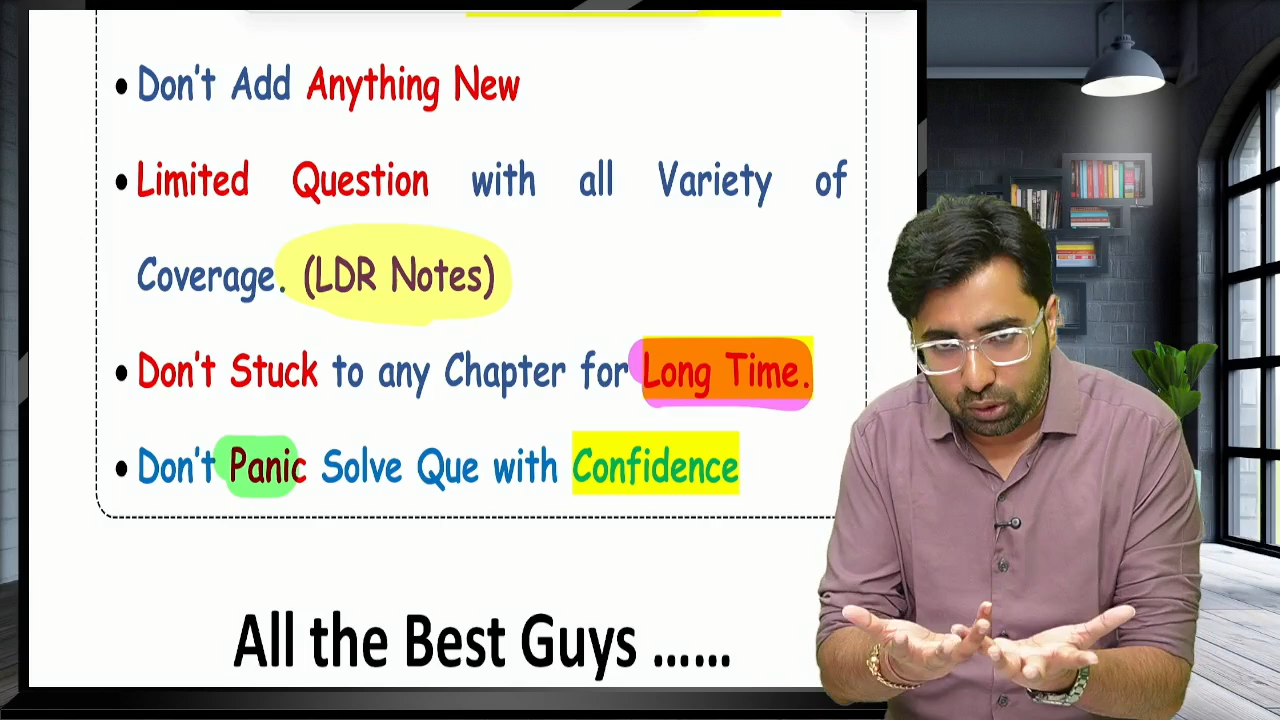 • Don't Add Anything New
• Limited Question with all Variety of
Coverage. (LDR Notes)
• Don't Stuck to any Chapter for Long Time.
• Don't Panic Solve Que with Confidence
All the Best Guys ......